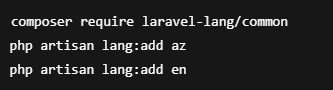 composer require laravel-lang/common
php artisan lang:add az
php artisan lang:add en